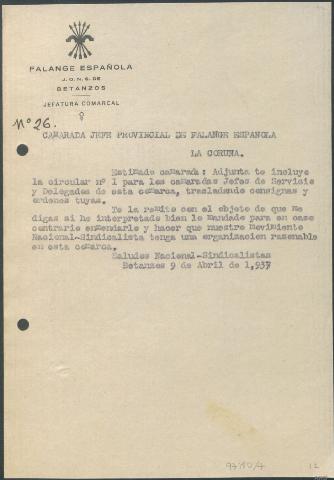 FALANGE ESPAÑOLA
J.O.N.S. DE
BETANZOS
JEFATURA COMARCAL
Nº 26.
CAMARADA JEFE PROVINCIAL DE FALANGE ESPAÑOLA
LA CORUÑA.
Estimado camarada: Adjunta te incluye
la circular nº 1 para los camaradas Jefes de Servicio
y Delegados de esta comarca, trasladando consignas y
ordenes tuyas.
Te la remito con el objeto de que me
digas si he interpretado bien lo mandado para en caso
contrario enmendarlo y hacer que nuestro Movimiento
Nacional-Sindicalista tenga una organizacion razonable
en esta comarca.
Saludos Nacional-Sindicalistas
Betanzos 9 de Abril de 1,937
12